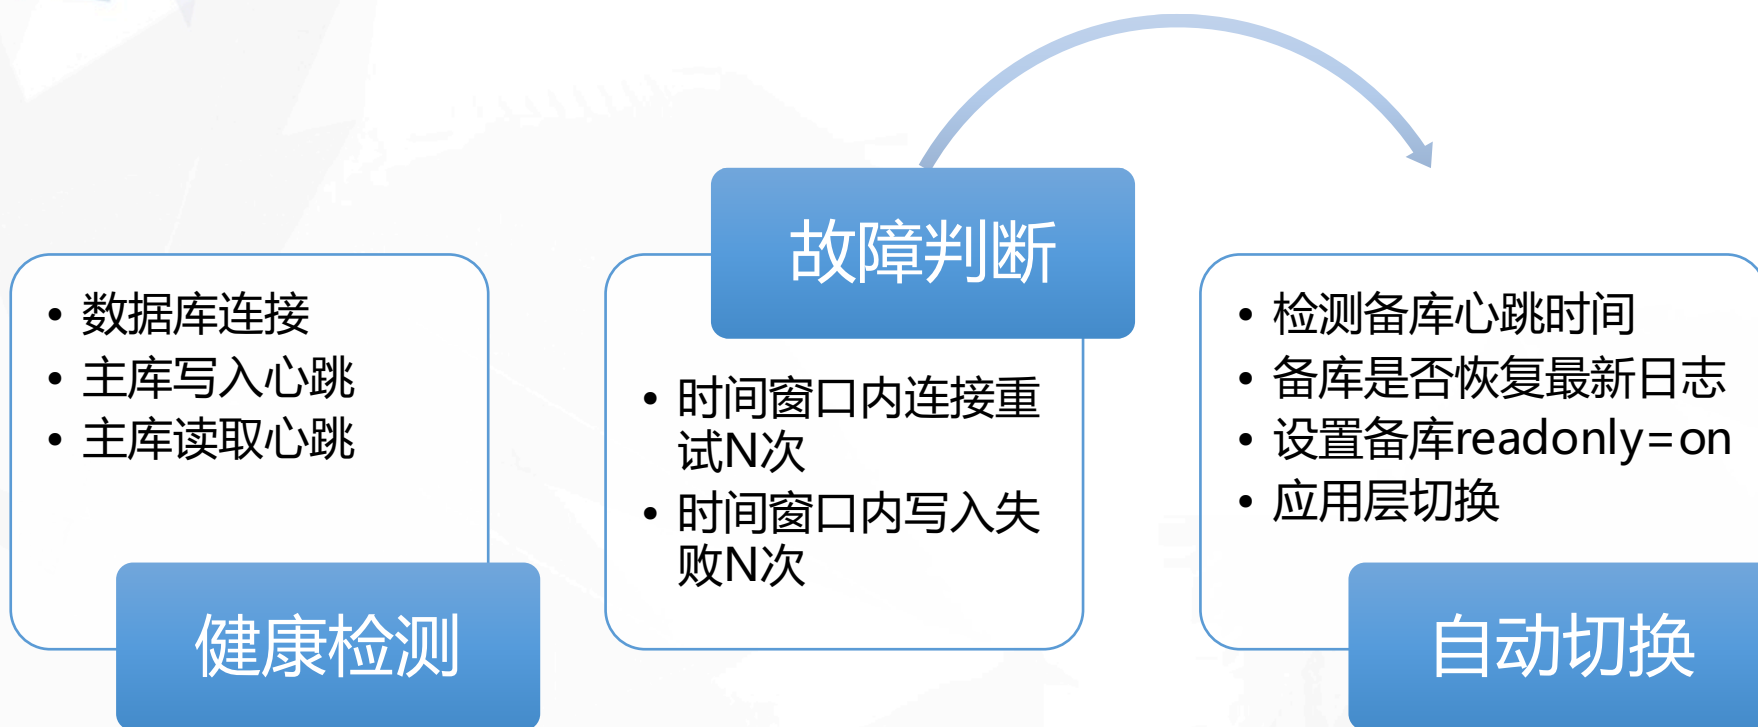 • 数据库连接
• 主库写入心跳
• 主库读取心跳
健康检测
故障判断
• 时间窗口内连接重
试N次
• 时间窗口内写入失
败N次
• 检测备库心跳时间
• 备库是否恢复最新日志
• 设置备库readonly=on
• 应用层切换
自动切换